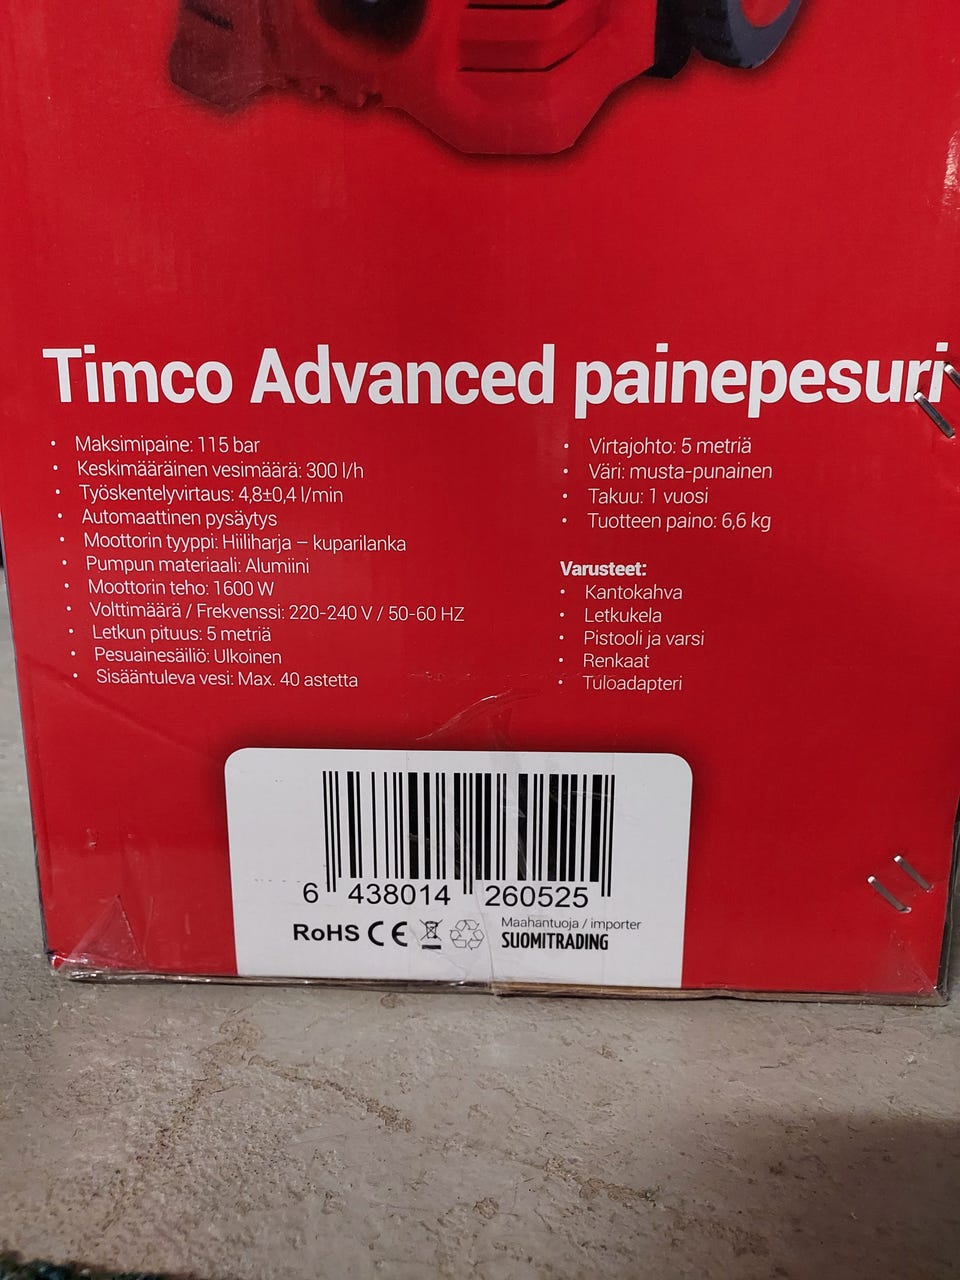 Timco Advanced painepesuri
• Maksimipaine: 115 bar
• Keskimääräinen vesimäärä: 300 l/h
• Työskentelyvirtaus: 4,8±0,4 l/min
• Automaattinen pysäytys
• Moottorin tyyppi: Hiiliharja – kuparilanka
• Pumpun materiaali: Alumiini
• Moottorin teho: 1600 W
• Volttimäärä / Frekvenssi: 220-240 V / 50-60 HZ
• Letkun pituus: 5 metriä
• Pesuainesäiliö: Ulkoinen
• Sisääntuleva vesi: Max. 40 astetta
• Virtajohto: 5 metriä
• Väri: musta-punainen
• Takuu: 1 vuosi
• Tuotteen paino: 6,6 kg
Varusteet:
• Kantokahva
• Letkukela
• Pistooli ja varsi
• Renkaat
• Tuloadapteri
6 438014 260525
RoHS CE
Maahantuoja / importer
SUOMITRADING